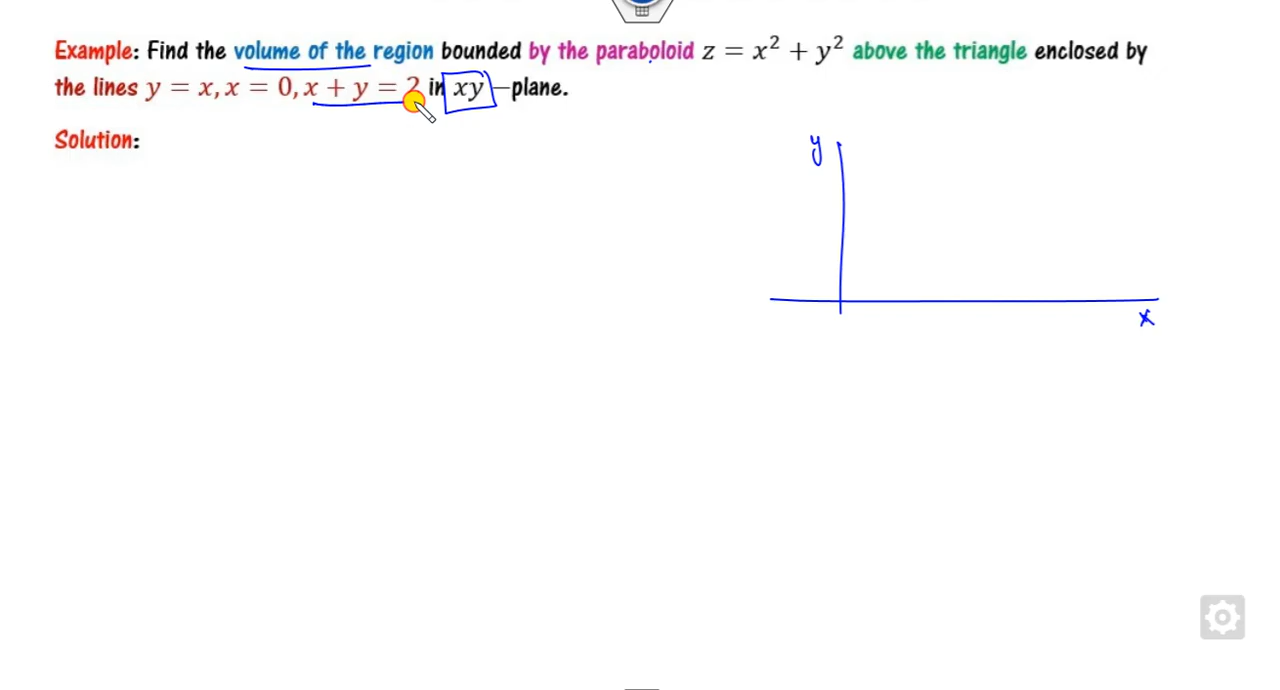 Example: Find the volume of the region bounded by the paraboloid z = x² + y² above the triangle enclosed by
the lines y = x, x = 0, x + y = 2 in xy –plane.
Solution:
y
x